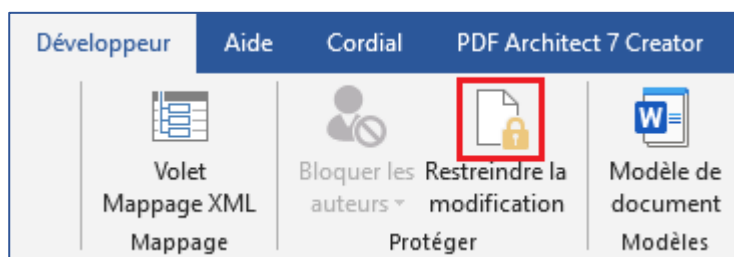 Développeur Aide Cordial PDF Architect 7 Creator
Volet Mappage XML
Bloquer les auteurs
Restreindre la modification
W
Modèle de document
Mappage
Protéger
Modèles